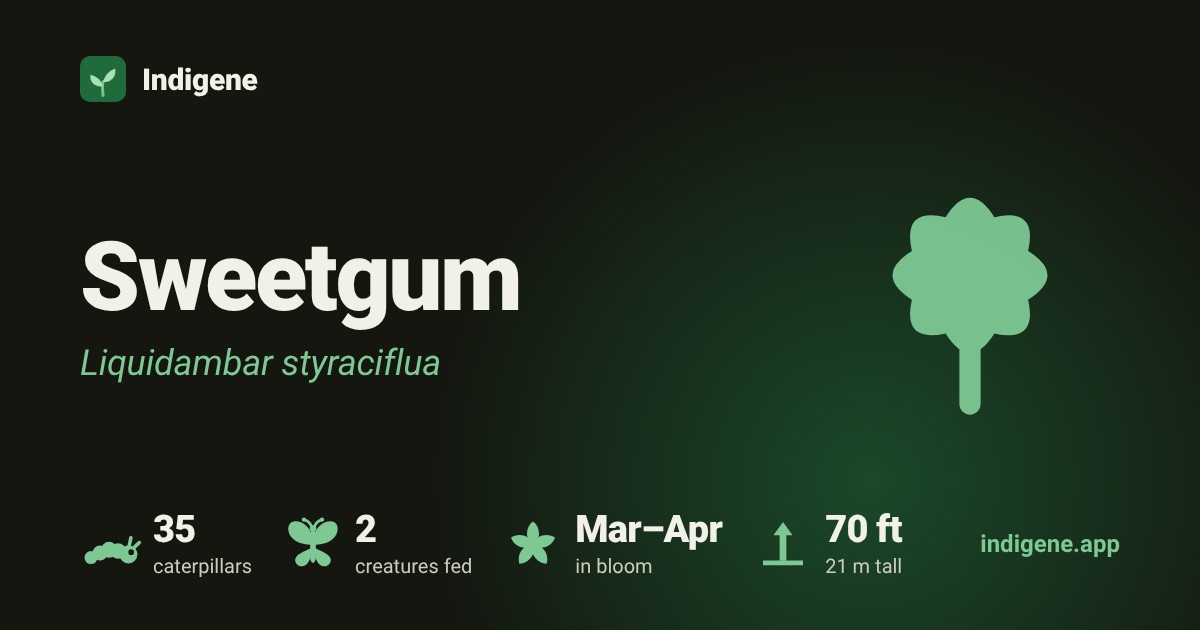 Indigene
Sweetgum
Liquidambar styraciflua
35
caterpillars
2
creatures fed
Mar–Apr
in bloom
70 ft
21 m tall
indigene.app